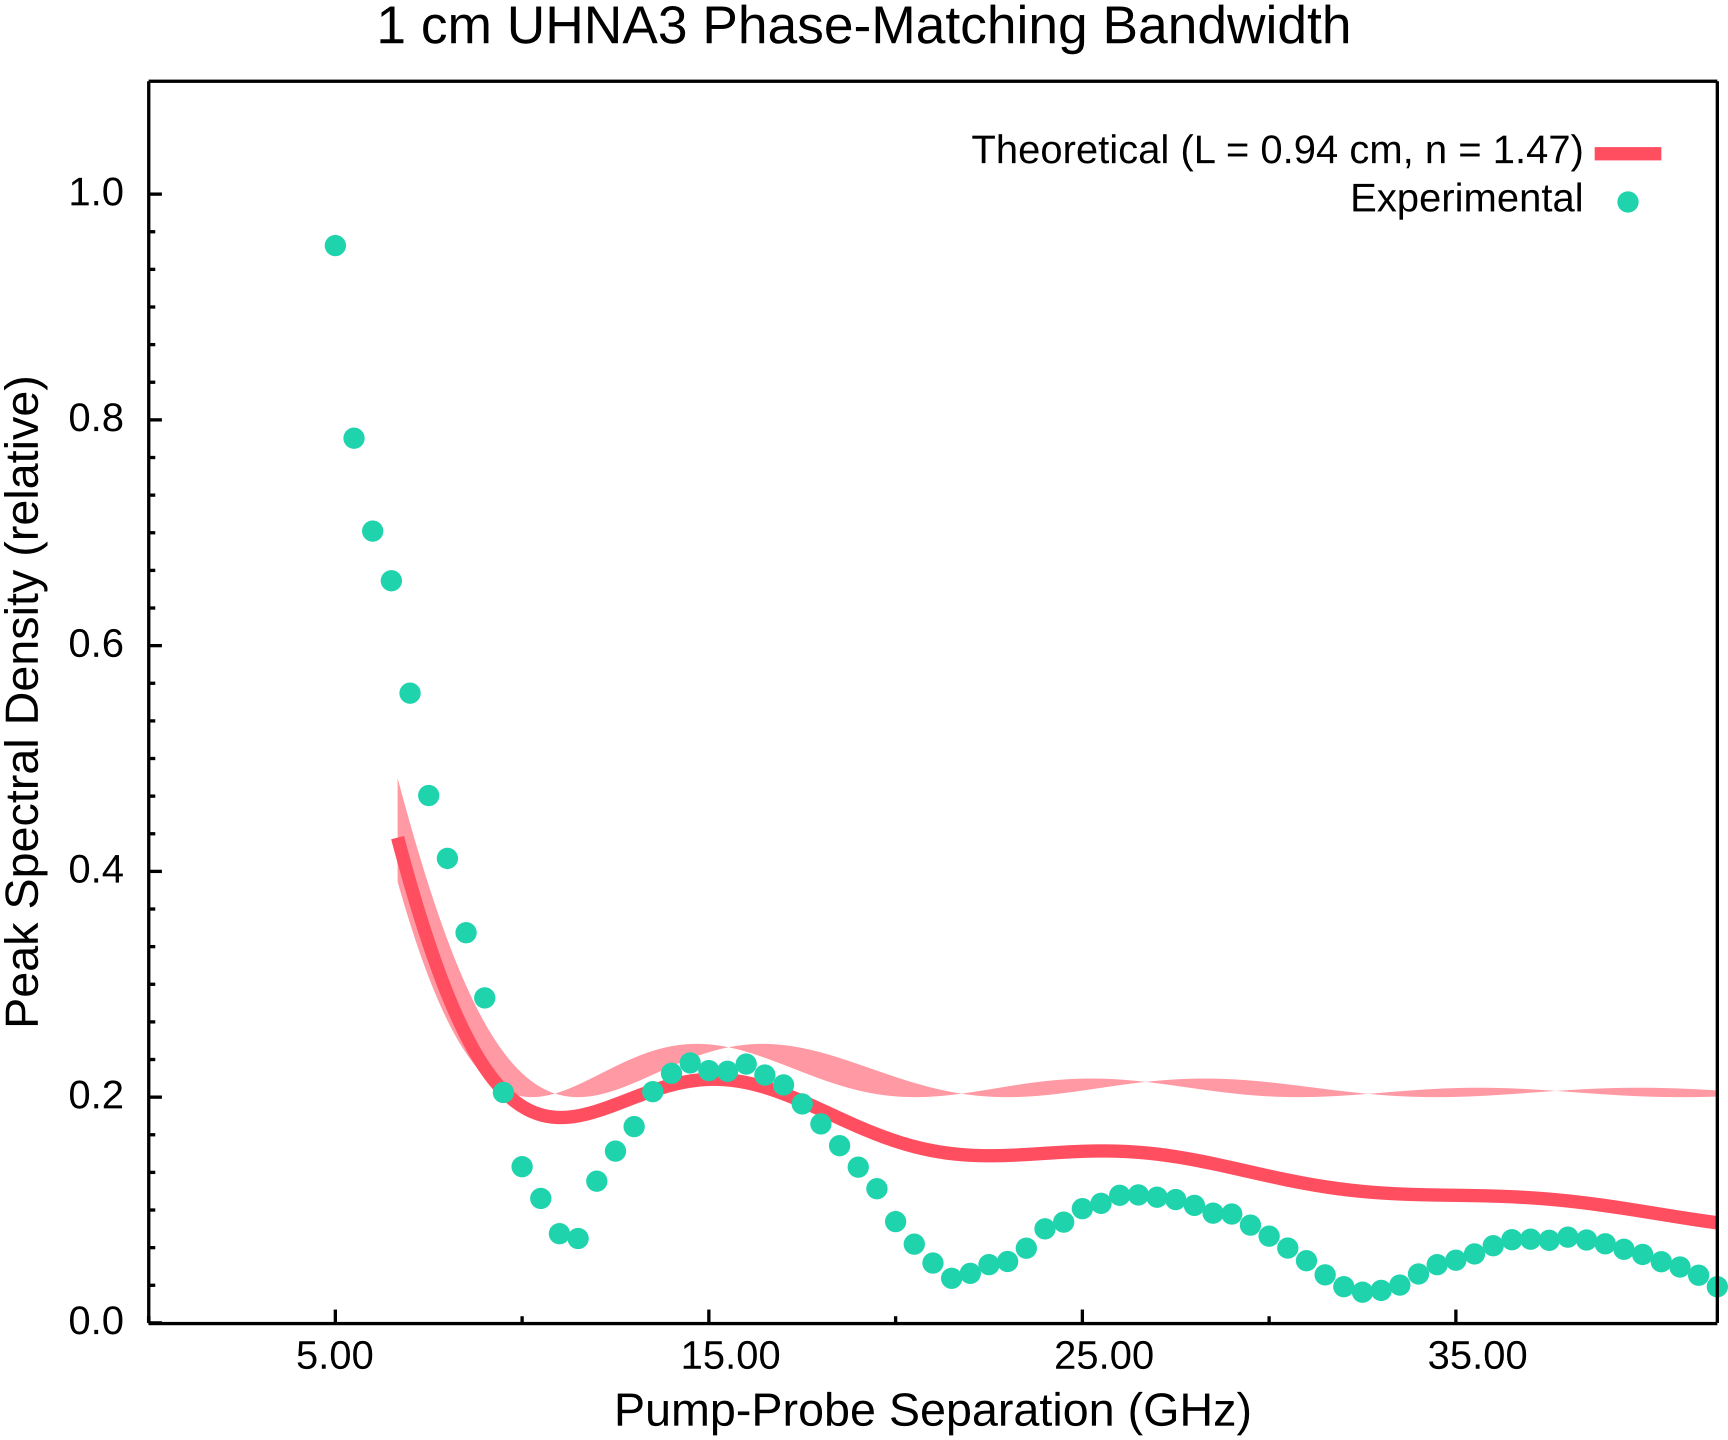 1 cm UHNA3 Phase-Matching Bandwidth
Theoretical (L = 0.94 cm, n = 1.47)
Experimental
Peak Spectral Density (relative)
1.0
0.8
0.6
0.4
0.2
0.0
5.00 15.00 25.00 35.00
Pump-Probe Separation (GHz)